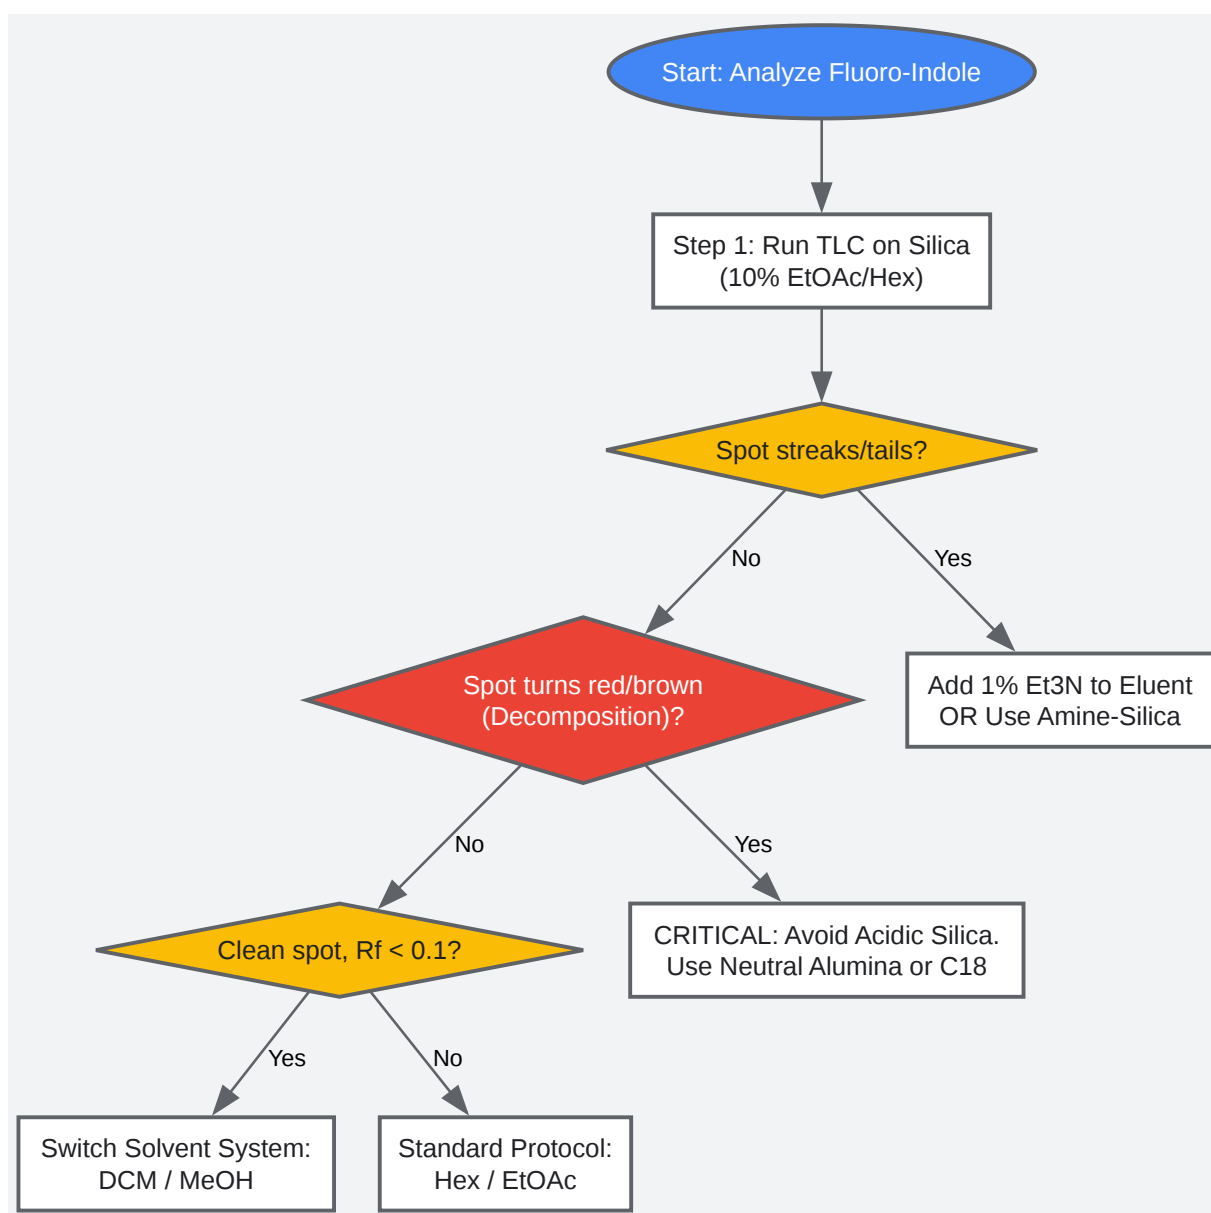 Start: Analyze Fluoro-Indole
Step 1: Run TLC on Silica
(10% EtOAc/Hex)
Spot streaks/tails?
No
Yes
Spot turns red/brown
(Decomposition)?
Add 1% Et3N to Eluent
OR Use Amine-Silica
No
Yes
Clean spot, Rf < 0.1?
CRITICAL: Avoid Acidic Silica.
Use Neutral Alumina or C18
Yes
No
Switch Solvent System:
DCM / MeOH
Standard Protocol:
Hex / EtOAc